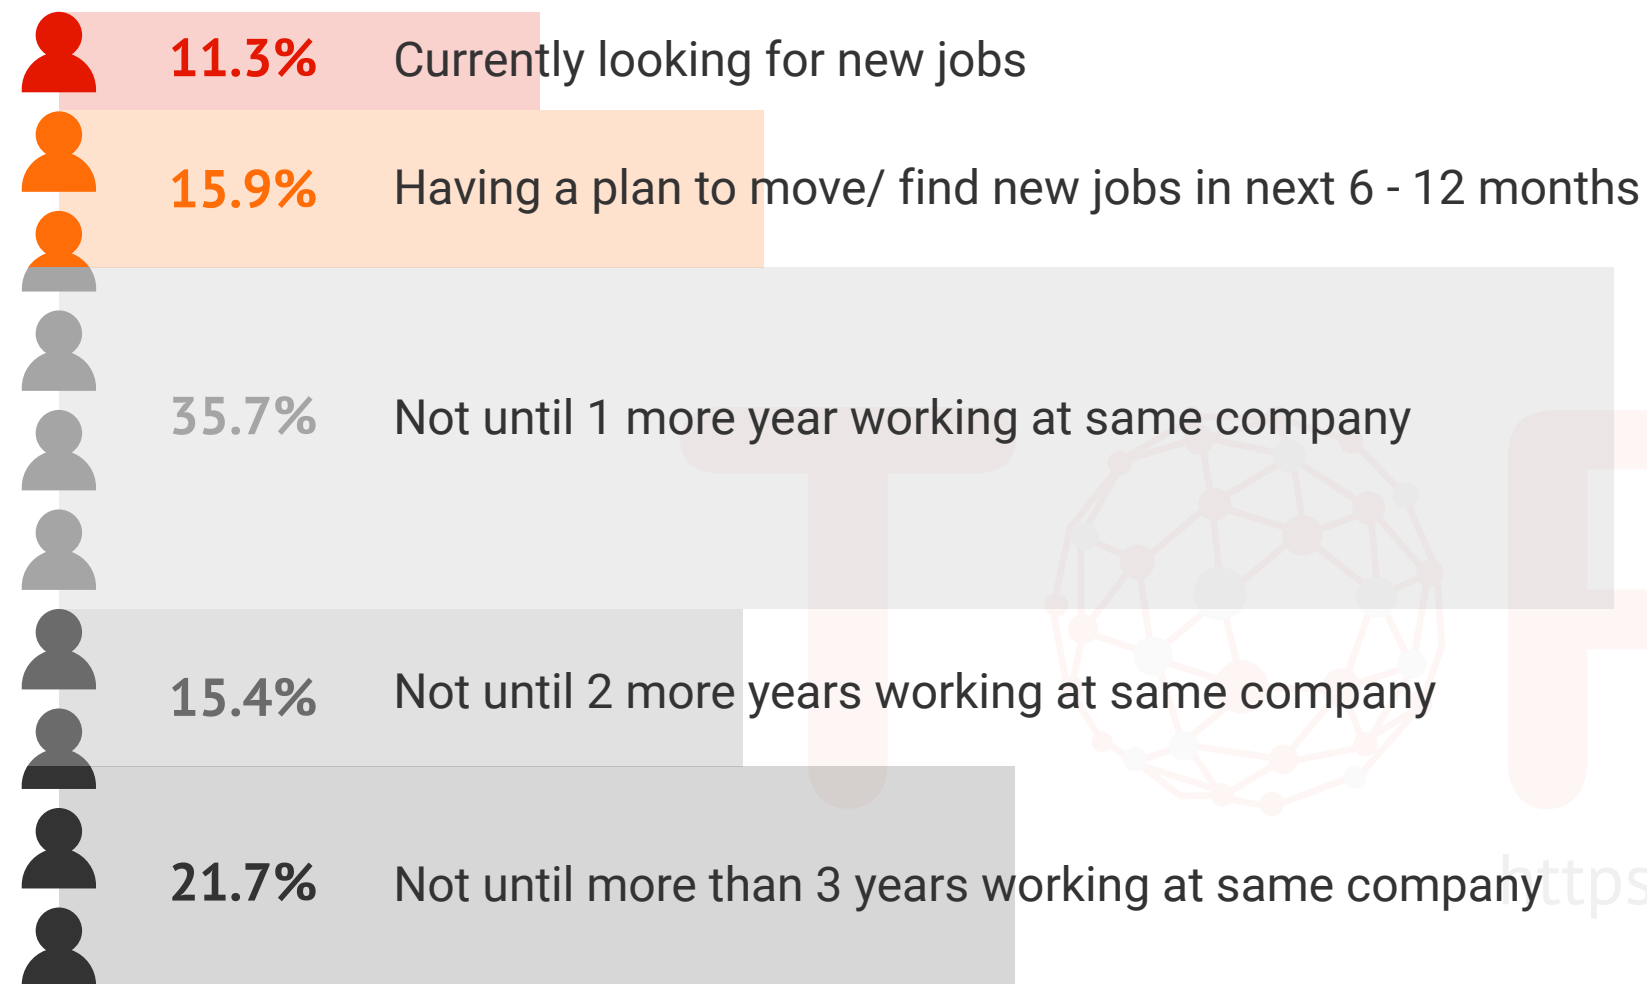 11.3% Currently looking for new jobs
15.9% Having a plan to move/ find new jobs in next 6 - 12 months
35.7% Not until 1 more year working at same company
15.4% Not until 2 more years working at same company
21.7% Not until more than 3 years working at same company
https